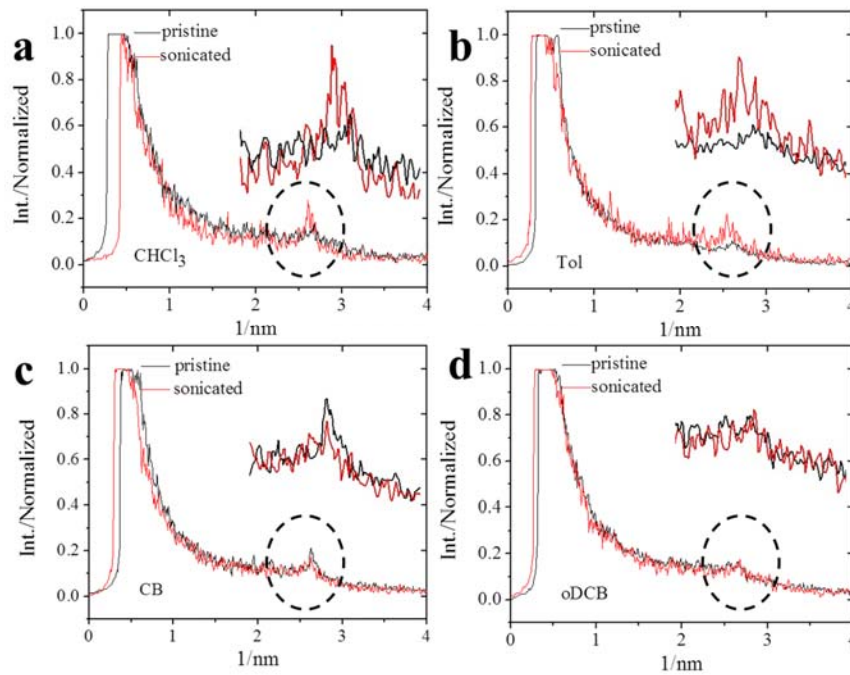 a
pristine
sonicated
1.0
0.8
0.6
0.4
0.2
0.0
Int./Normalized
CHCl3
0 1 2 3 4
1/nm
b
prstine
sonicated
1.0
0.8
0.6
0.4
0.2
0.0
Int./Normalized
Tol
0 1 2 3 4
1/nm
c
pristine
sonicated
1.0
0.8
0.6
0.4
0.2
0.0
Int./Normalized
CB
0 1 2 3 4
1/nm
d
pristine
sonicated
1.0
0.8
0.6
0.4
0.2
0.0
Int./Normalized
oDCB
0 1 2 3 4
1/nm